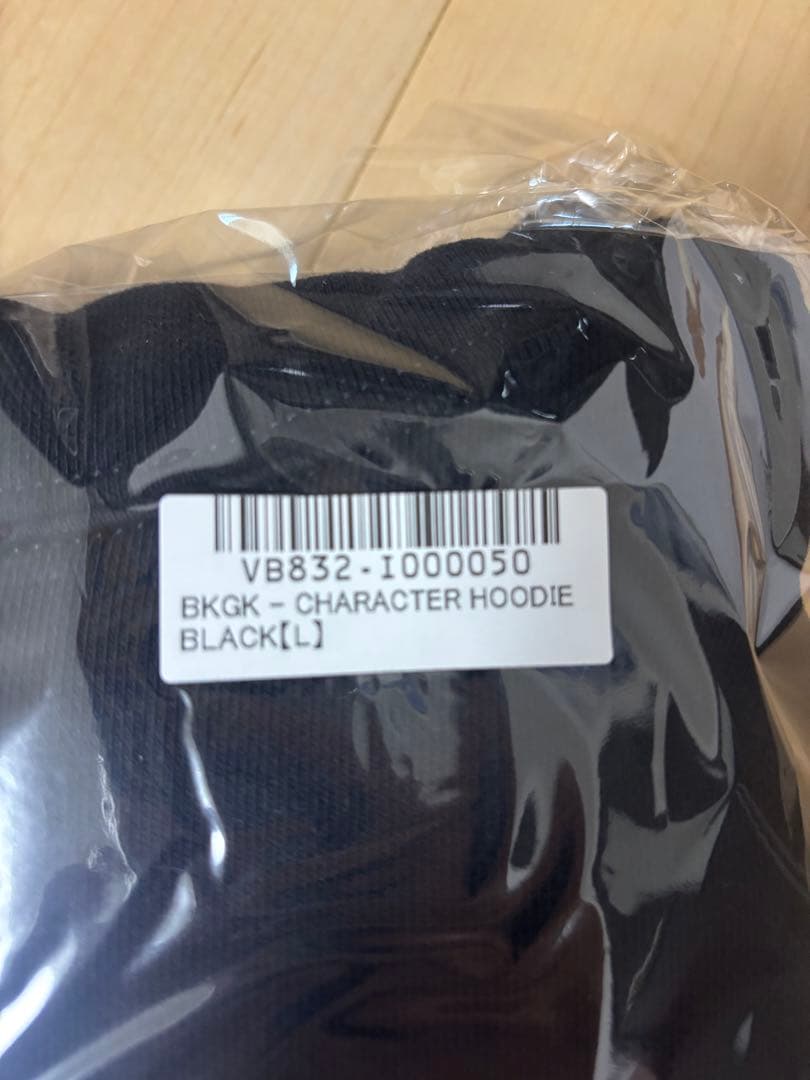 VB832-I000050
BKGK - CHARACTER HOODIE
BLACK【L】